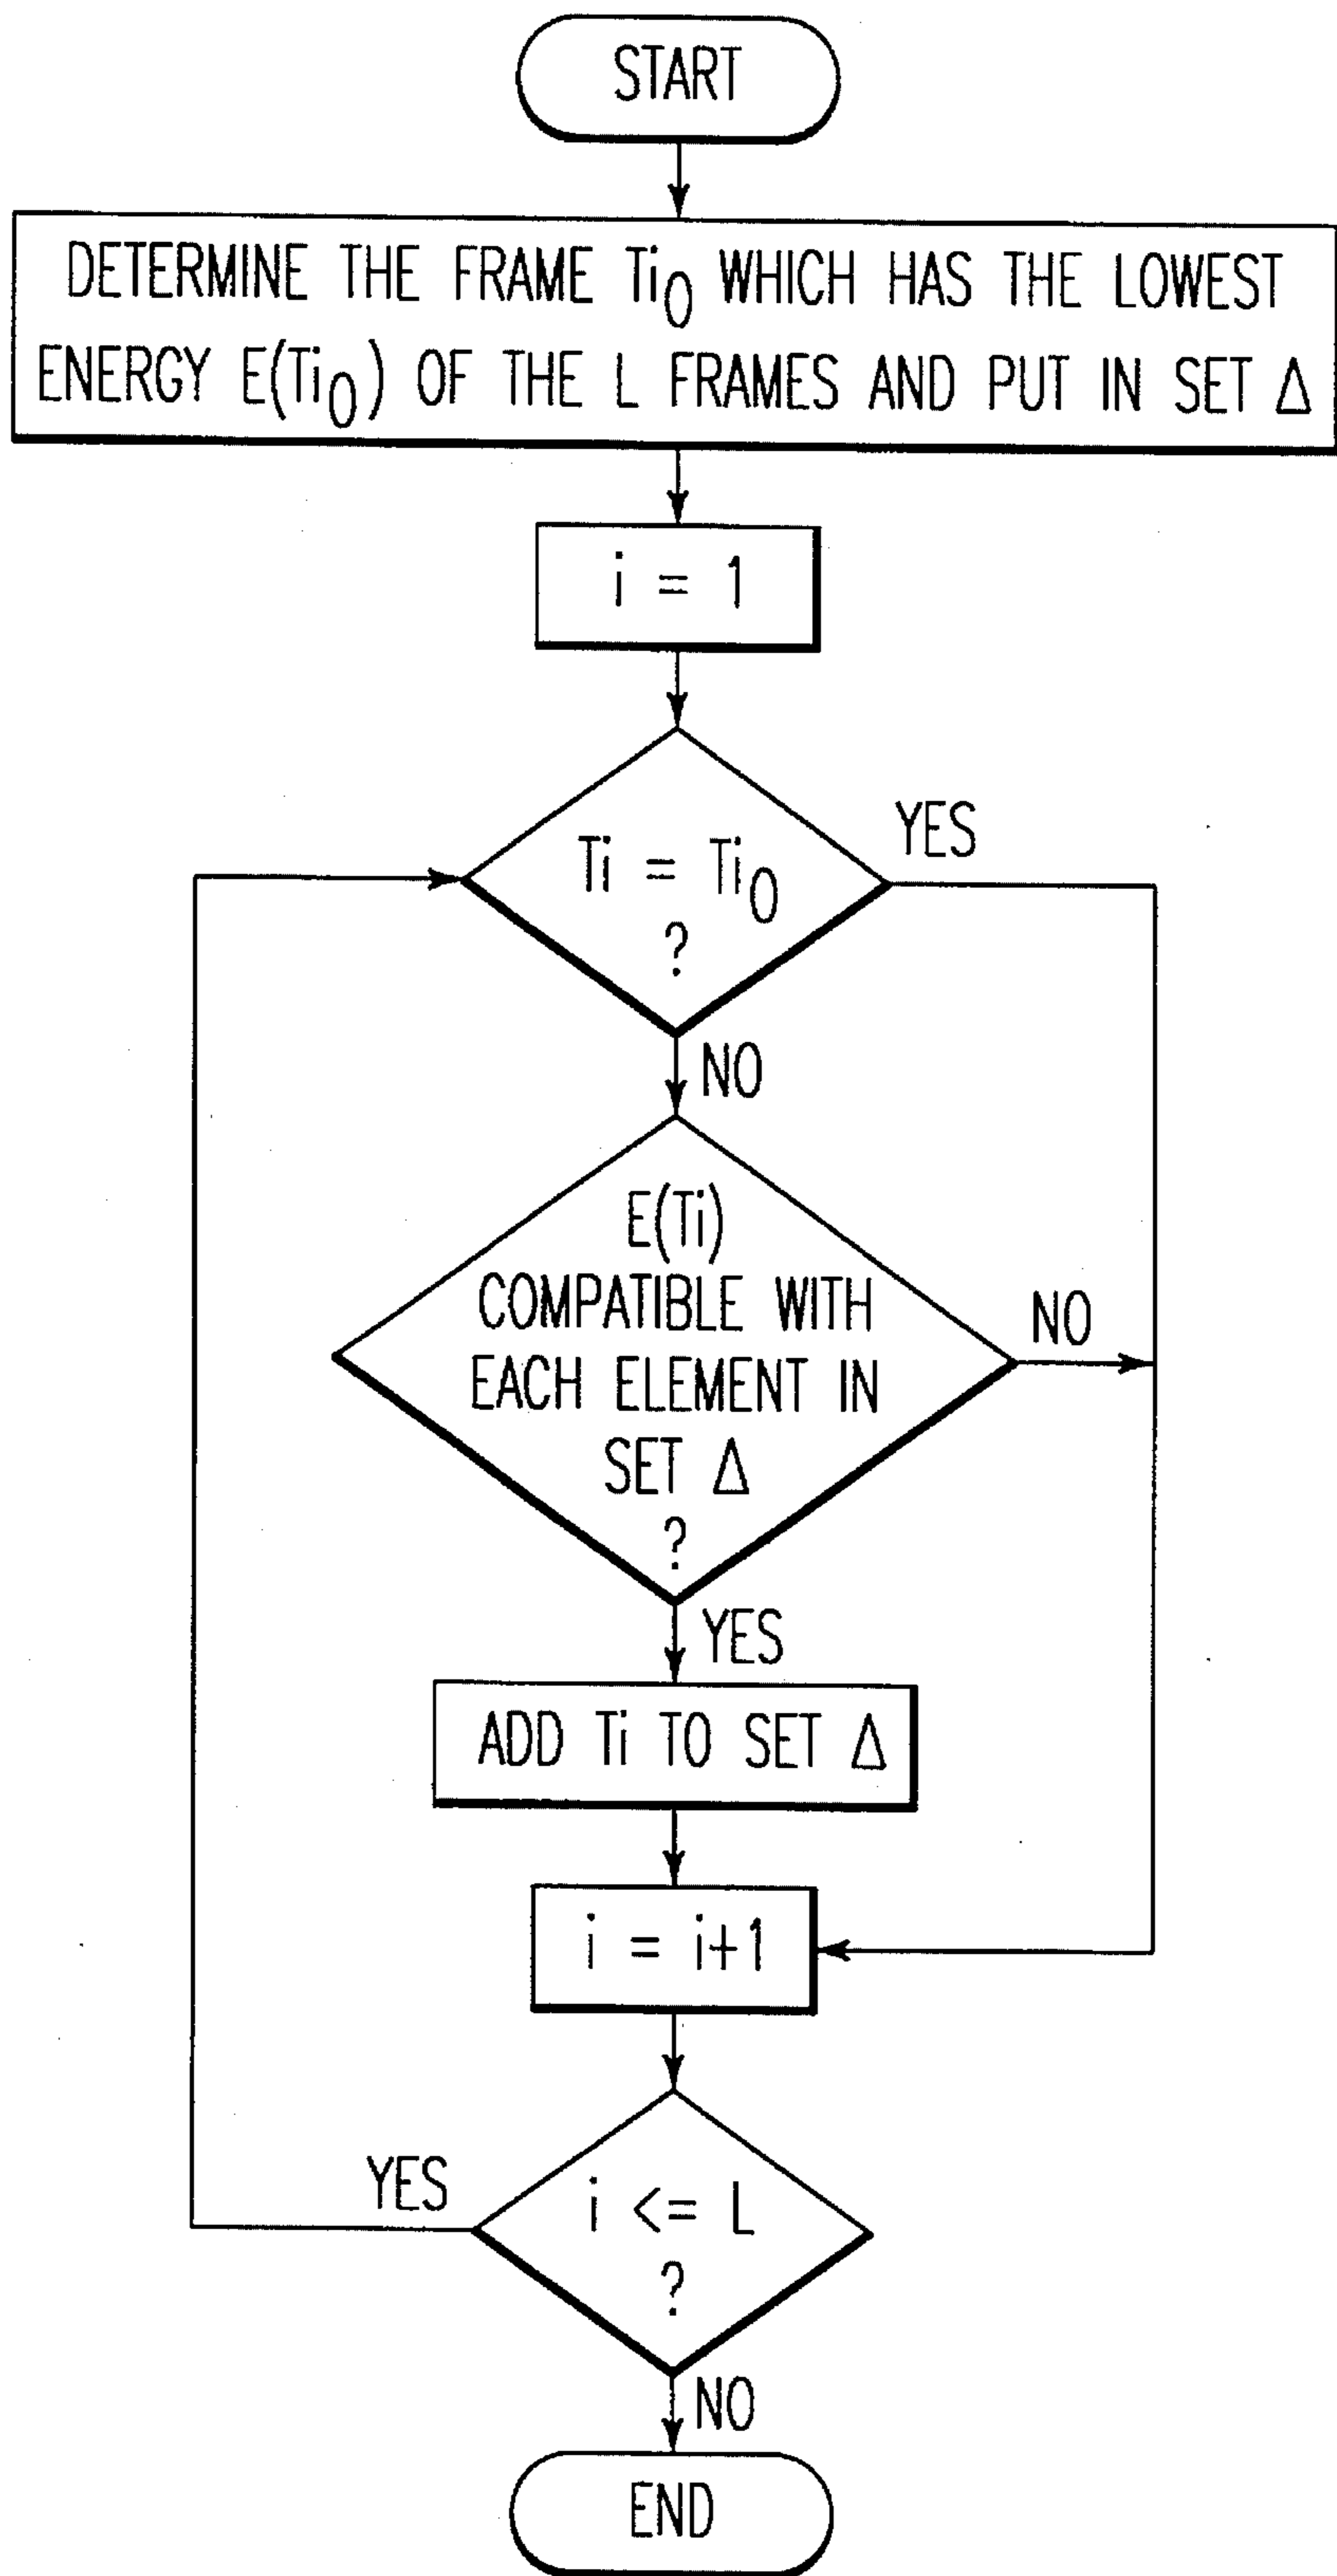 START
DETERMINE THE FRAME Ti0 WHICH HAS THE LOWEST
ENERGY E(Ti0) OF THE L FRAMES AND PUT IN SET Δ
i = 1
Ti = Ti0
?
YES
NO
E(Ti)
COMPATIBLE WITH
EACH ELEMENT IN
SET Δ
?
NO
YES
ADD Ti TO SET Δ
i = i+1
i <= L
?
YES
NO
END